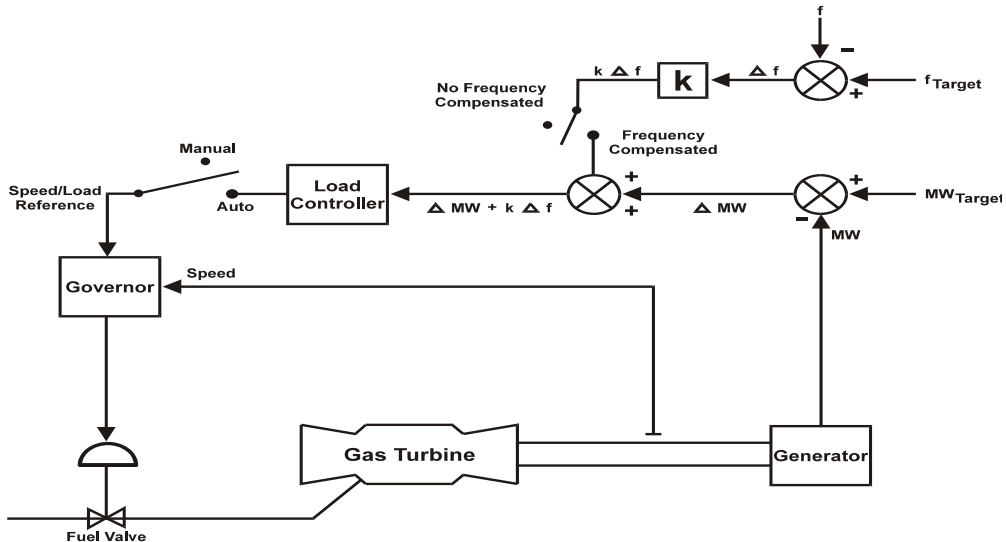 f
−
k Δ f
k
Δ f
+
f Target
No Frequency
Compensated
Frequency
Compensated
Manual
Speed/Load
Reference
Auto
Load
Controller
Δ MW + k Δ f
+
+
Δ MW
+
−
MW Target
MW
Governor
Speed
Gas Turbine
Generator
Fuel Valve